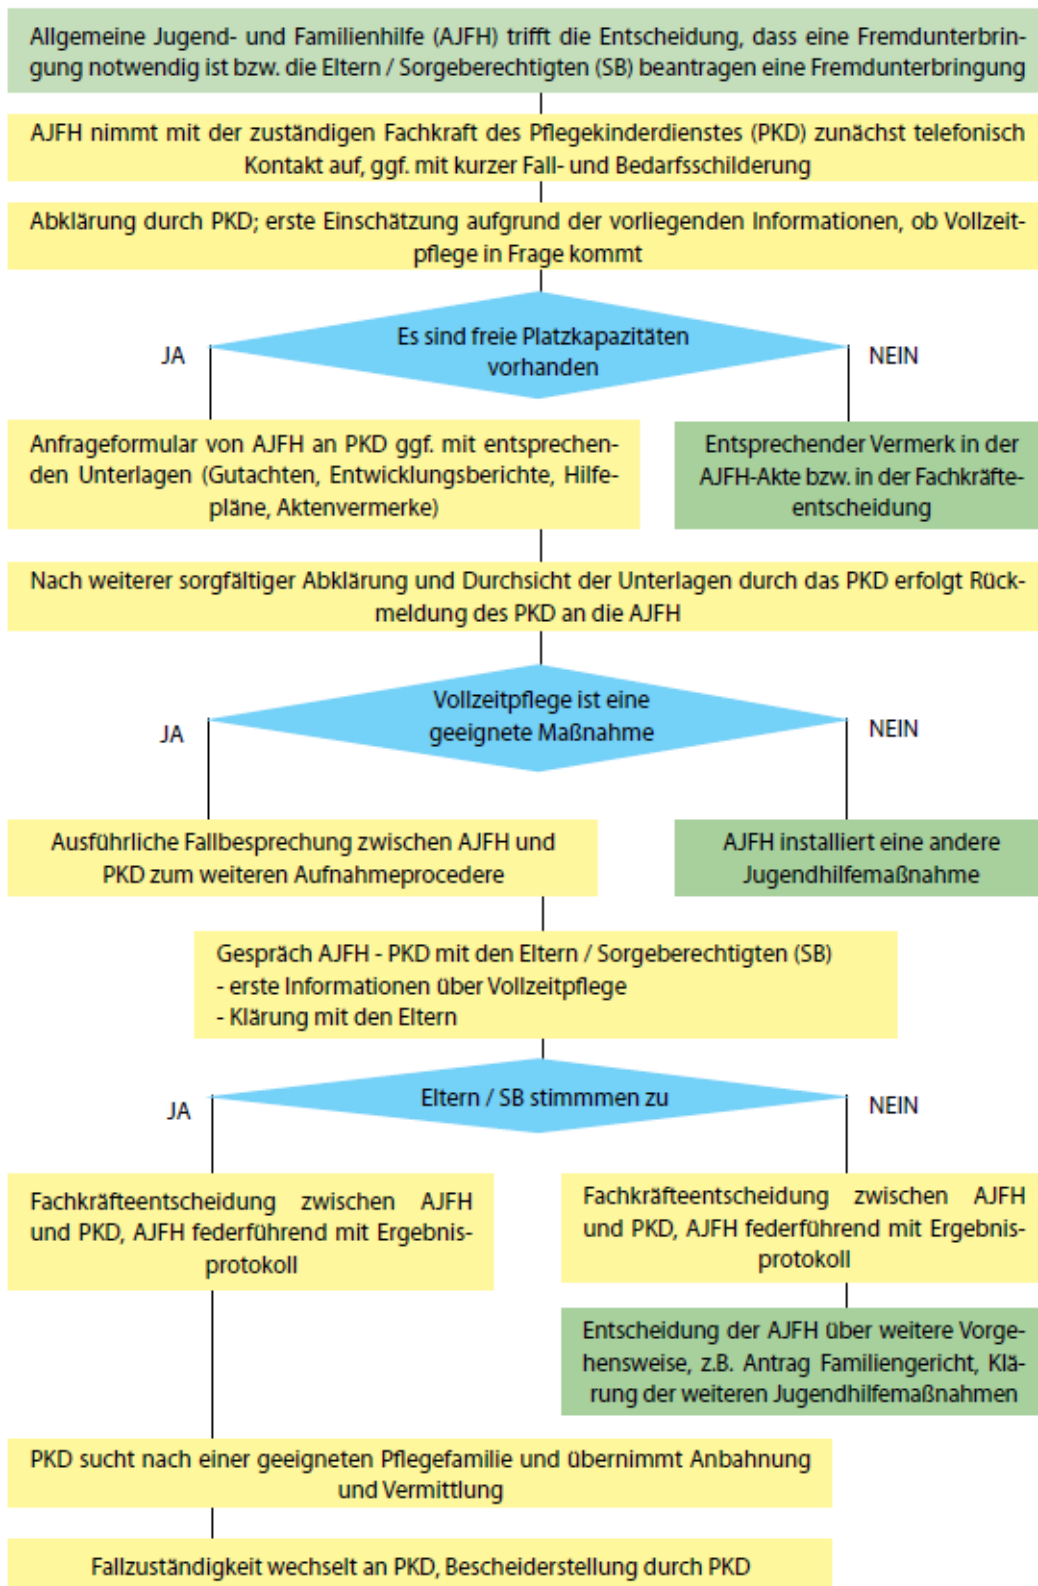 Allgemeine Jugend- und Familienhilfe (AJFH) trifft die Entscheidung, dass eine Fremdunterbrin-
gung notwendig ist bzw. die Eltern / Sorgeberechtigten (SB) beantragen eine Fremdunterbringung
AJFH nimmt mit der zuständigen Fachkraft des Pflegekinderdienstes (PKD) zunächst telefonisch
Kontakt auf, ggf. mit kurzer Fall- und Bedarfsschilderung
Abklärung durch PKD; erste Einschätzung aufgrund der vorliegenden Informationen, ob Vollzeit-
pflege in Frage kommt
Es sind freie Platzkapazitäten
vorhanden
JA
NEIN
Anfrageformular von AJFH an PKD ggf. mit entsprechen-
den Unterlagen (Gutachten, Entwicklungsberichte, Hilfe-
pläne, Aktenvermerke)
Entsprechender Vermerk in der
AJFH-Akte bzw. in der Fachkräfte-
entscheidung
Nach weiterer sorgfältiger Abklärung und Durchsicht der Unterlagen durch das PKD erfolgt Rück-
meldung des PKD an die AJFH
Vollzeitpflege ist eine
geeignete Maßnahme
JA
NEIN
Ausführliche Fallbesprechung zwischen AJFH und
PKD zum weiteren Aufnahmeprocedere
AJFH installiert eine andere
Jugendhilfemaßnahme
Gespräch AJFH - PKD mit den Eltern / Sorgeberechtigten (SB)
- erste Informationen über Vollzeitpflege
- Klärung mit den Eltern
Eltern / SB stimmmen zu
JA
NEIN
Fachkräfteentscheidung zwischen AJFH
und PKD, AJFH federführend mit Ergebnis-
protokoll
Fachkräfteentscheidung zwischen AJFH
und PKD, AJFH federführend mit Ergebnis-
protokoll
Entscheidung der AJFH über weitere Vorge-
hensweise, z.B. Antrag Familiengericht, Klä-
rung der weiteren Jugendhilfemaßnahmen
PKD sucht nach einer geeigneten Pflegefamilie und übernimmt Anbahnung
und Vermittlung
Fallzuständigkeit wechselt an PKD, Bescheiderstellung durch PKD